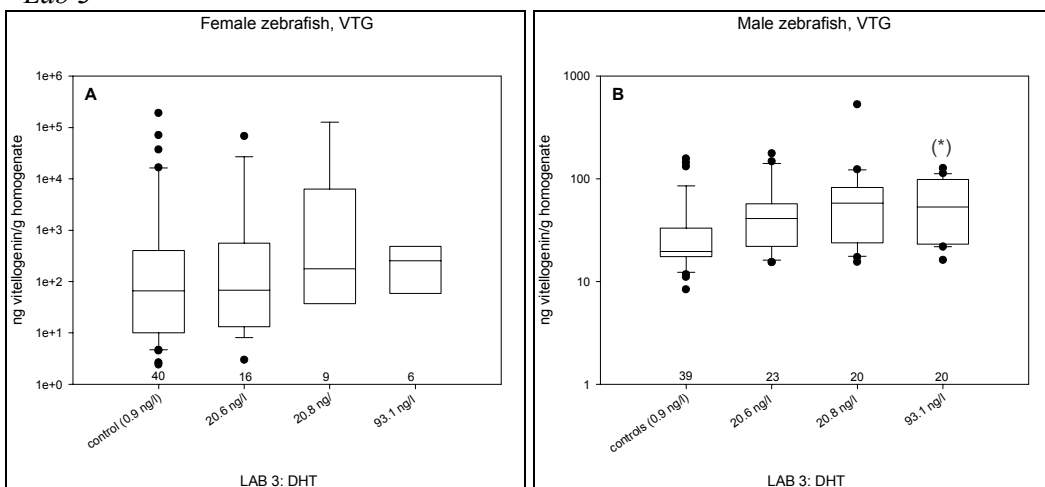 Lab 3
Female zebrafish, VTG
A
ng vitellogenin/g homogenate
1e+6
1e+5
1e+4
1e+3
1e+2
1e+1
1e+0
40
16
9
6
control (0.9 ng/l)
20.6 ng/l
20.8 ng/
93.1 ng/l
LAB 3: DHT
Male zebrafish, VTG
B
ng vitellogenin/g homogenate
1000
100
10
1
(*)
39
23
20
20
controls (0.9 ng/l)
20.6 ng/l
20.8 ng/l
93.1 ng/l
LAB 3: DHT